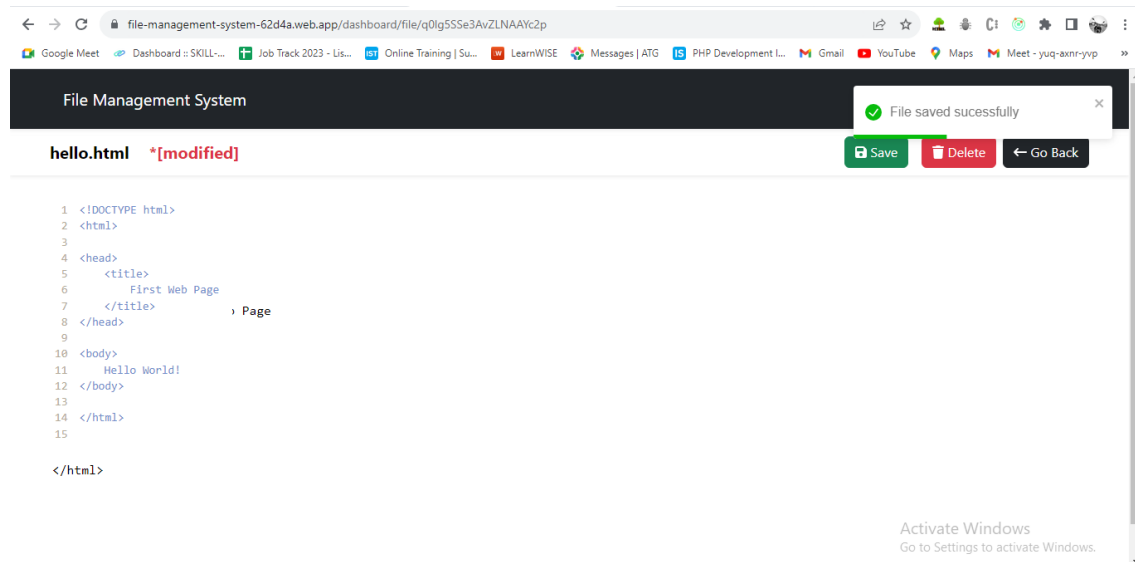 file-management-system-62d4a.web.app/dashboard/file/q0lg5SSe3AvZLNAAYc2p
Google Meet Dashboard :: SKILL-... Job Track 2023 - Lis... IST Online Training | Su... W LearnWISE Messages | ATG IS PHP Development I... Gmail YouTube Maps Meet - yuq-axnr-yvp »
File Management System
File saved sucessfully
hello.html *[modified]
Save Delete ← Go Back
1 <!DOCTYPE html>
2 <html>
3
4 <head>
5 <title>
6 First Web Page
7 </title>
Page
8 </head>
9
10 <body>
11 Hello World!
12 </body>
13
14 </html>
15
</html>
Activate Windows
Go to Settings to activate Windows.